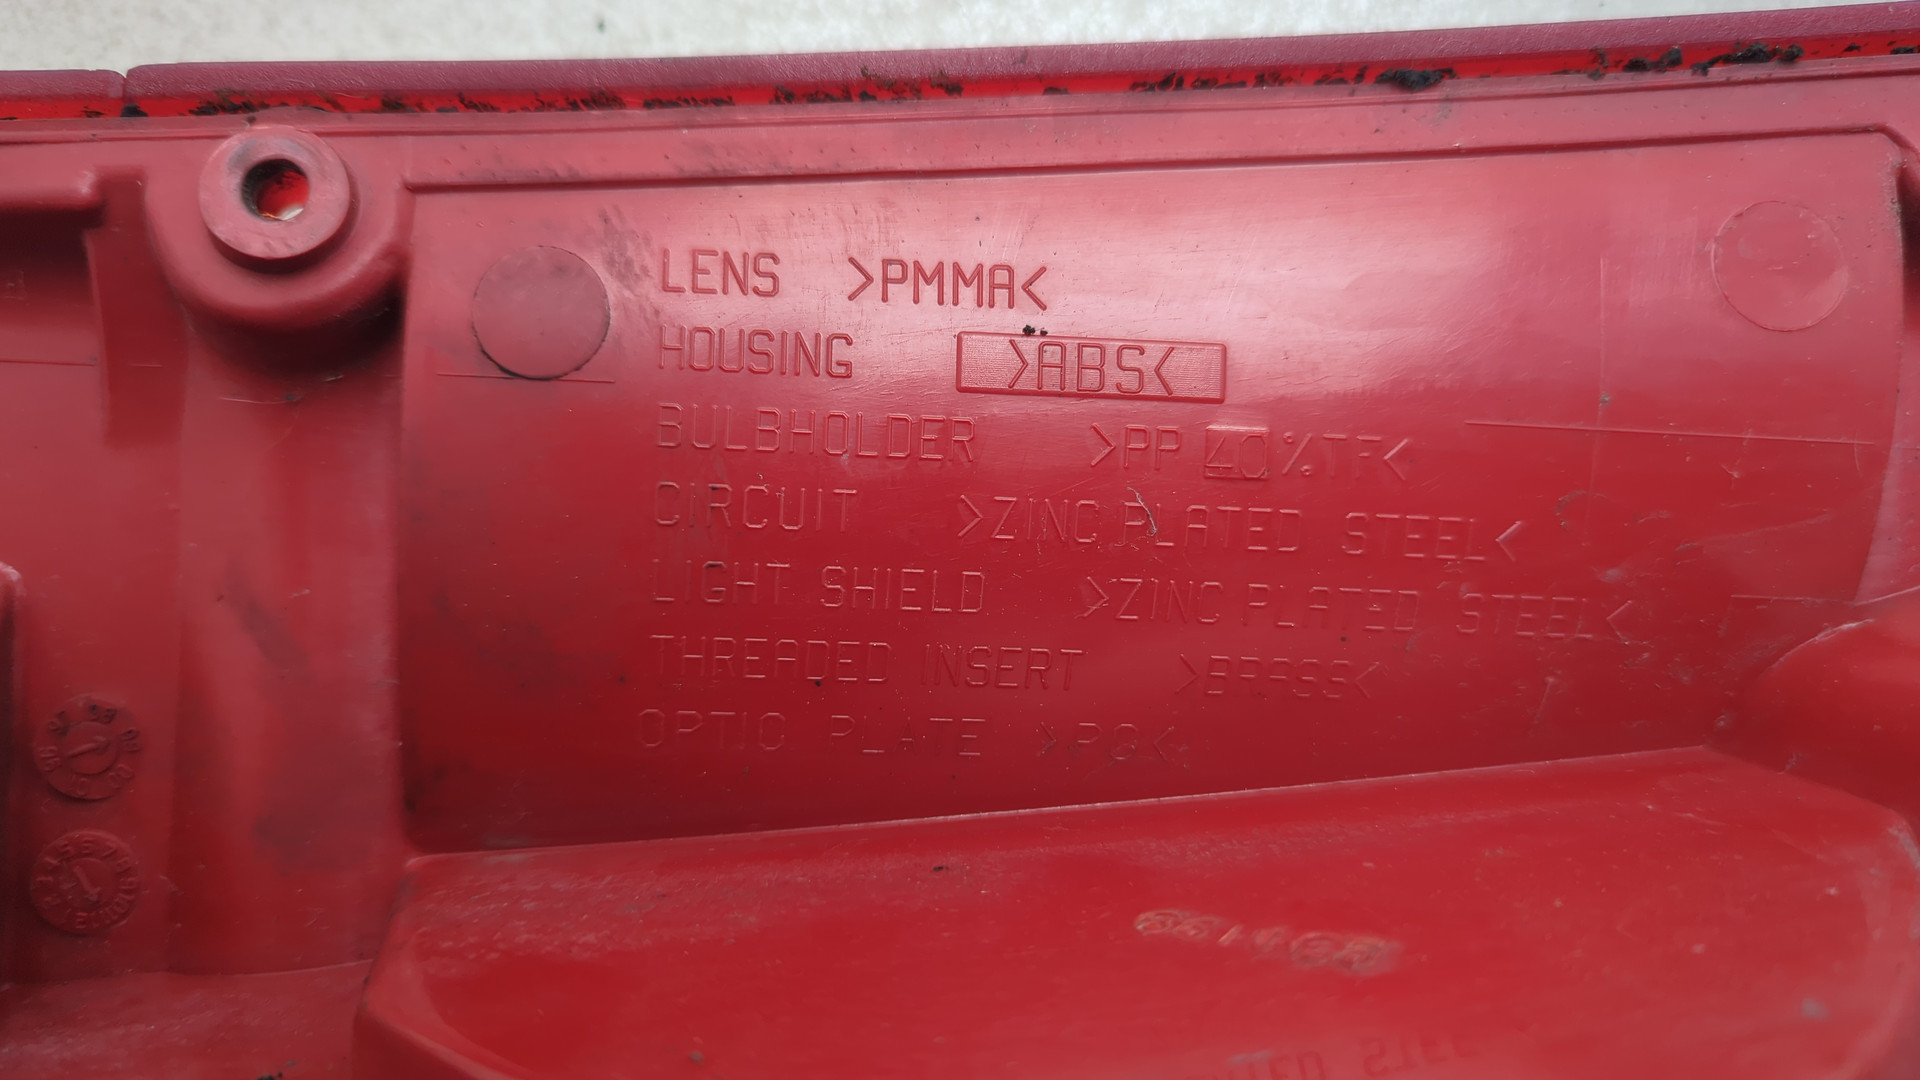 LENS >PMMA<
HOUSING >ABS<
BULBHOLDER >PP 40%TF<
CIRCUIT >ZINC PLATED STEEL<
LIGHT SHIELD >ZINC PLATED STEEL<
THREADED INSERT >BRASS<
OPTIC PLATE